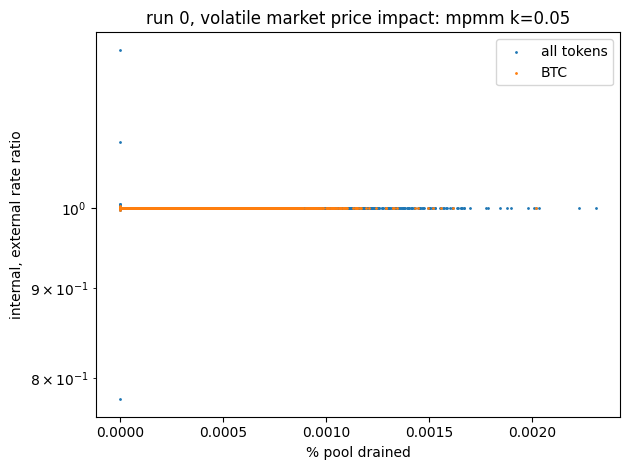 run 0, volatile market price impact: mpmm k=0.05
all tokens
BTC
internal, external rate ratio
10⁰
9 × 10⁻¹
8 × 10⁻¹
0.0000 0.0005 0.0010 0.0015 0.0020
% pool drained